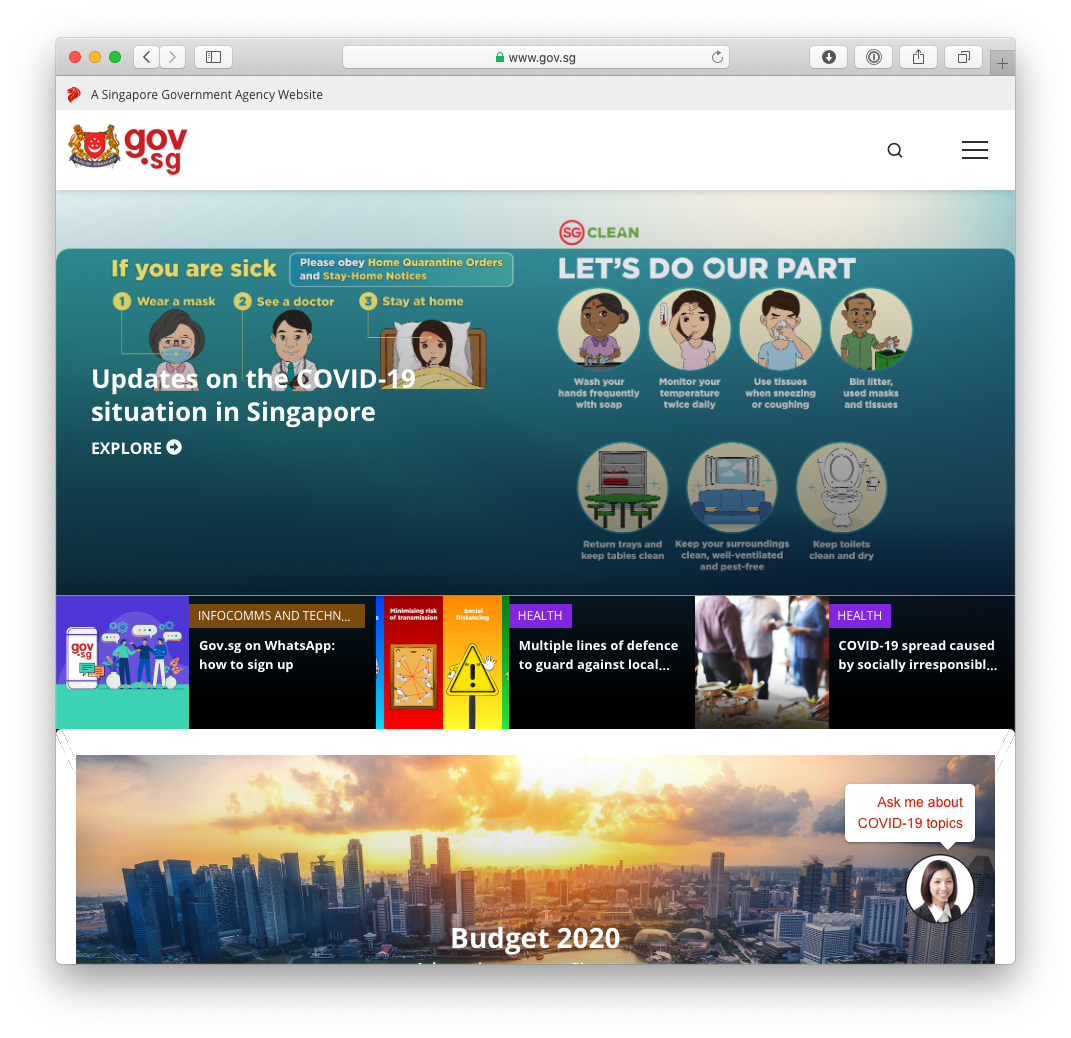 www.gov.sg
A Singapore Government Agency Website
gov
.sg
SG CLEAN
If you are sick
Please obey Home Quarantine Orders
and Stay-Home Notices
1 Wear a mask
2 See a doctor
3 Stay at home
LET'S DO OUR PART
Wash your
hands frequently
with soap
Monitor your
temperature
twice daily
Use tissues
when sneezing
or coughing
Bin litter,
used masks
and tissues
Updates on the COVID-19
situation in Singapore
EXPLORE
Return trays and
keep tables clean
Keep your surroundings
clean, well-ventilated
and pest-free
Keep toilets
clean and dry
gov
.sg
INFOCOMMS AND TECHN...
Gov.sg on WhatsApp:
how to sign up
Minimising risk
of transmission
Social
Distancing
HEALTH
Multiple lines of defence
to guard against local...
HEALTH
COVID-19 spread caused
by socially irresponsibl...
Ask me about
COVID-19 topics
Budget 2020